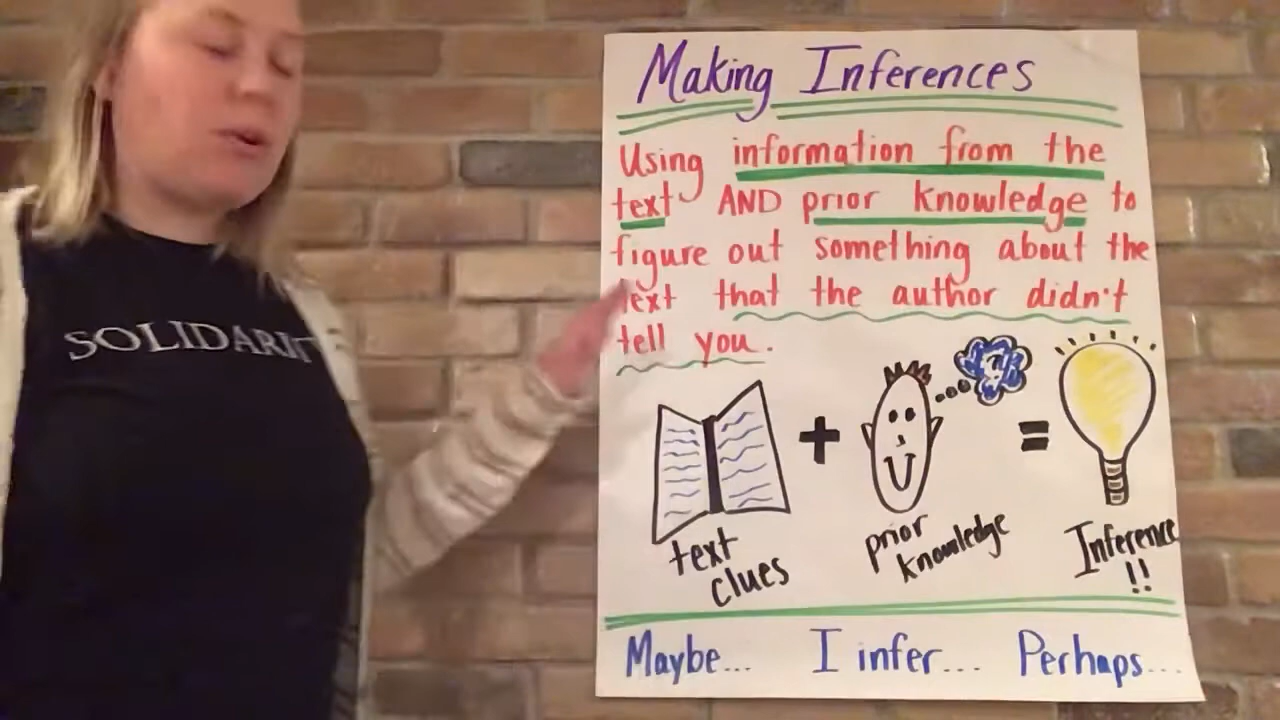 SOLIDARIT
Making Inferences
Using information from the
text AND prior knowledge to
figure out something about the
text that the author didn't
tell you.
+
=
text
clues
prior
knowledge
Inference
!!
Maybe... I infer... Perhaps...